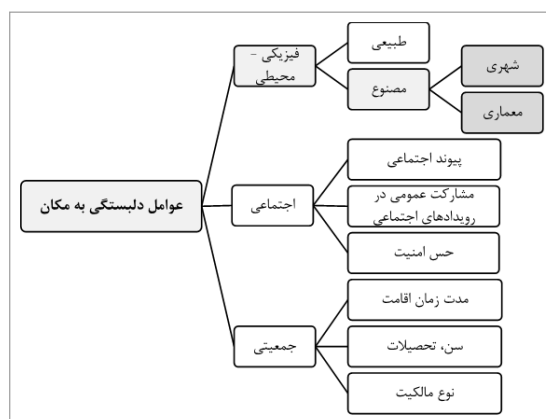 عوامل دلبستگی به مکان
فیزیکی -
محیطی
طبیعی
مصنوع
شهری
معماری
اجتماعی
پیوند اجتماعی
مشارکت عمومی در
رویدادهای اجتماعی
حس امنیت
جمعیتی
مدت زمان اقامت
سن، تحصیلات
نوع مالکیت